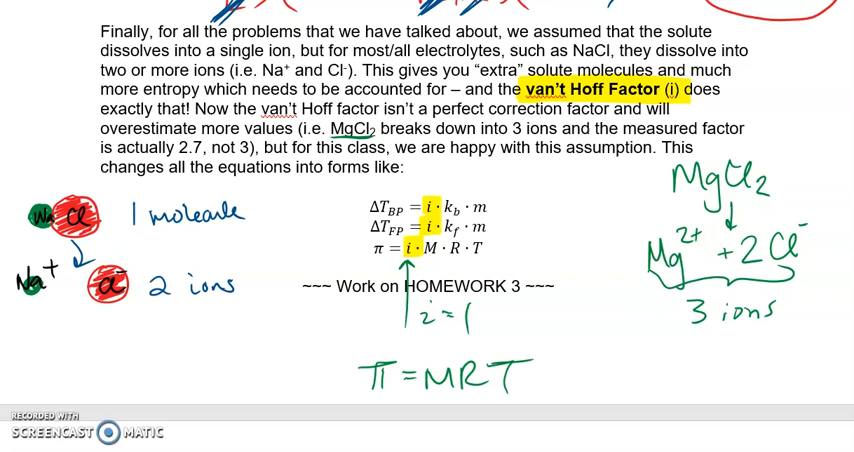 Finally, for all the problems that we have talked about, we assumed that the solute
dissolves into a single ion, but for most/all electrolytes, such as NaCl, they dissolve into
two or more ions (i.e. Na⁺ and Cl⁻). This gives you “extra” solute molecules and much
more entropy which needs to be accounted for – and the van’t Hoff Factor (i) does
exactly that! Now the van’t Hoff factor isn’t a perfect correction factor and will
overestimate more values (i.e. MgCl₂ breaks down into 3 ions and the measured factor
is actually 2.7, not 3), but for this class, we are happy with this assumption. This
changes all the equations into forms like:
MgCl₂
NaCl 1 molecule
ΔT_BP = i · k_b · m
ΔT_FP = i · k_f · m
π = i · M · R · T
Mg²⁺ + 2Cl⁻
Na⁺ Cl⁻ 2 ions
~~~ Work on HOMEWORK 3 ~~~
3 ions
i = 1
π = MRT
RECORDED WITH
SCREENCAST MATIC